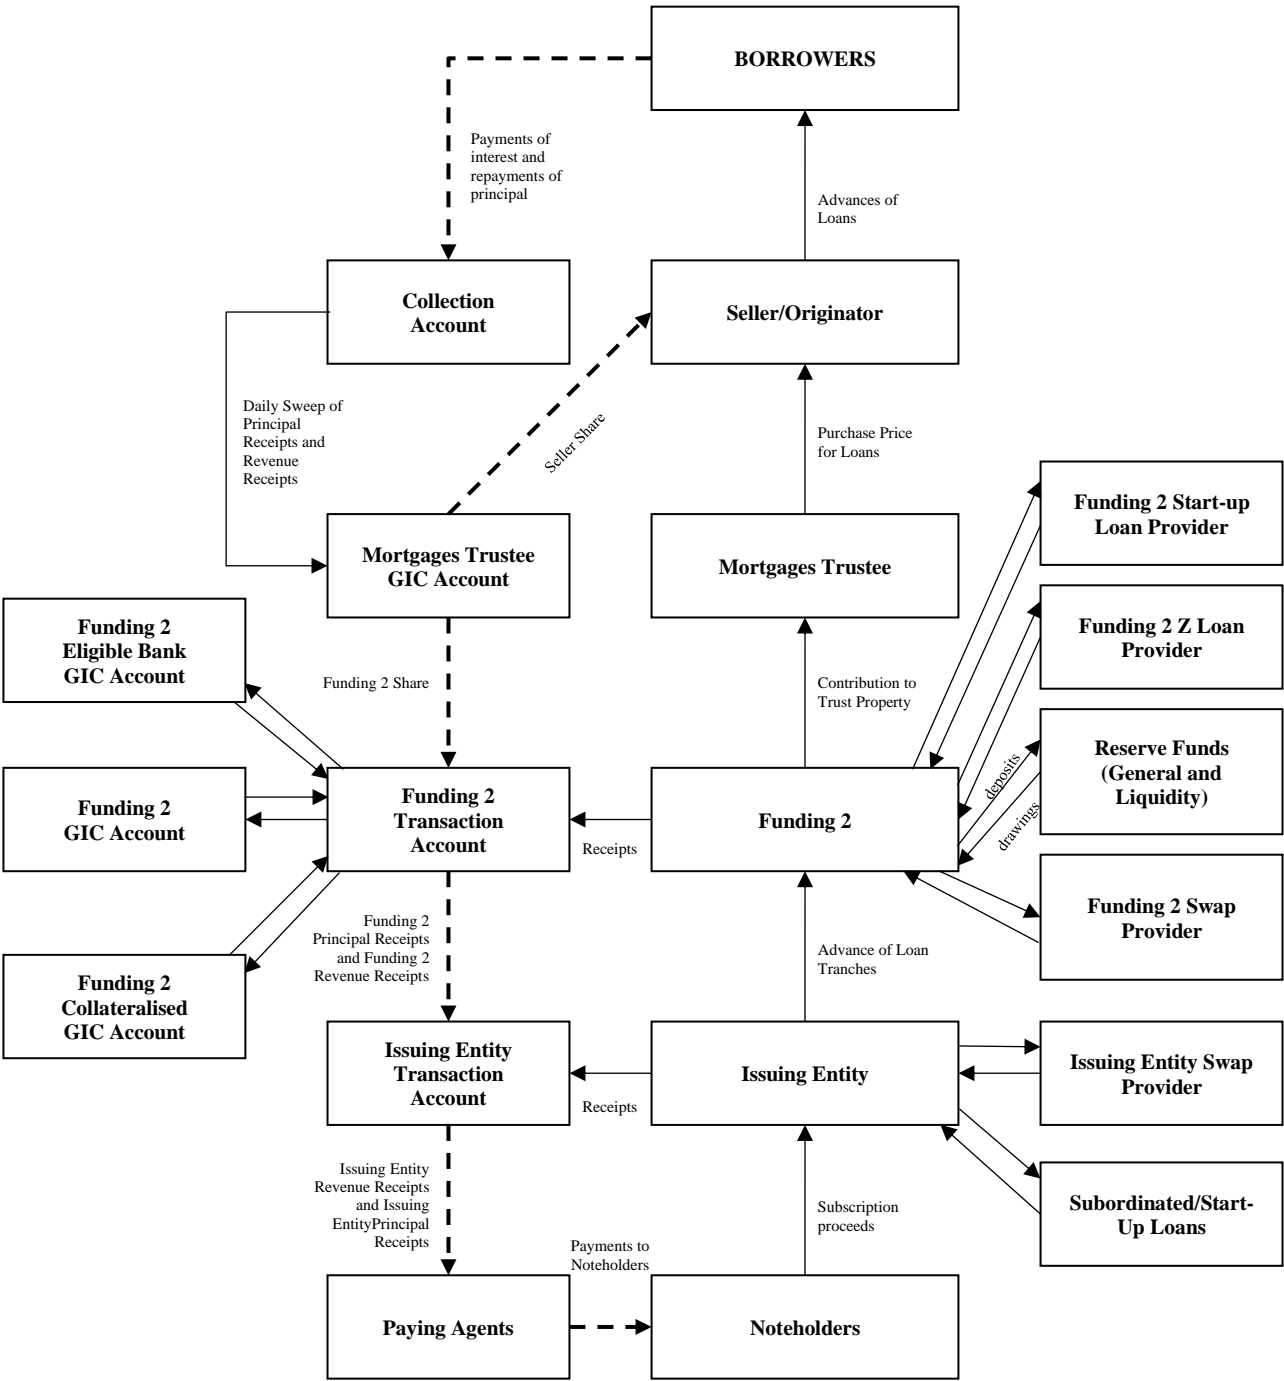 BORROWERS
Payments of
interest and
repayments of
principal
Advances of
Loans
Collection
Account
Seller/Originator
Daily Sweep of
Principal
Receipts and
Revenue
Receipts
Seller Share
Purchase Price
for Loans
Funding 2 Start-up
Loan Provider
Mortgages Trustee
GIC Account
Mortgages Trustee
Funding 2
Eligible Bank
GIC Account
Funding 2 Z Loan
Provider
Funding 2 Share
Contribution to
Trust Property
Reserve Funds
(General and
Liquidity)
deposits
drawings
Funding 2
GIC Account
Funding 2
Transaction
Account
Receipts
Funding 2
Funding 2 Swap
Provider
Funding 2
Principal Receipts
and Funding 2
Revenue Receipts
Advance of Loan
Tranches
Funding 2
Collateralised
GIC Account
Issuing Entity
Transaction
Account
Receipts
Issuing Entity
Issuing Entity Swap
Provider
Issuing Entity
Revenue Receipts
and Issuing
EntityPrincipal
Receipts
Subscription
proceeds
Subordinated/Start-
Up Loans
Payments to
Noteholders
Paying Agents
Noteholders